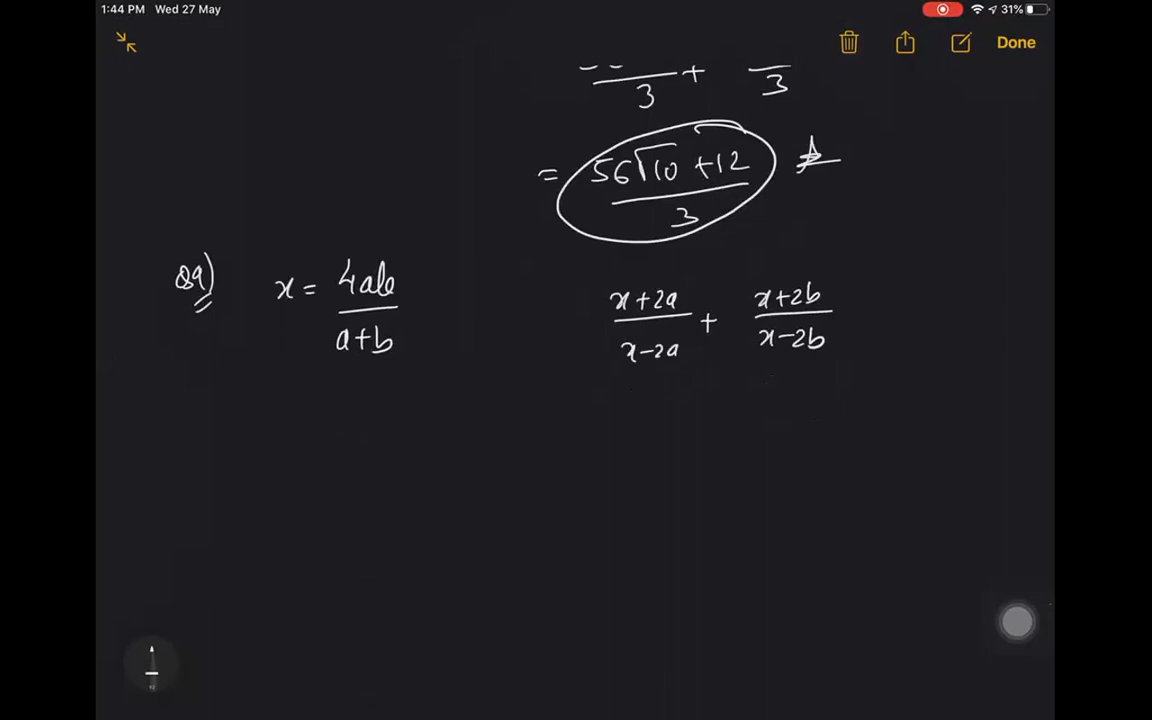 1:44 PM Wed 27 May 31%
Done
3 + 3
= (56√10 + 12)/3
Q9) x = 4ab/(a+b) (x+2a)/(x-2a) + (x+2b)/(x-2b)